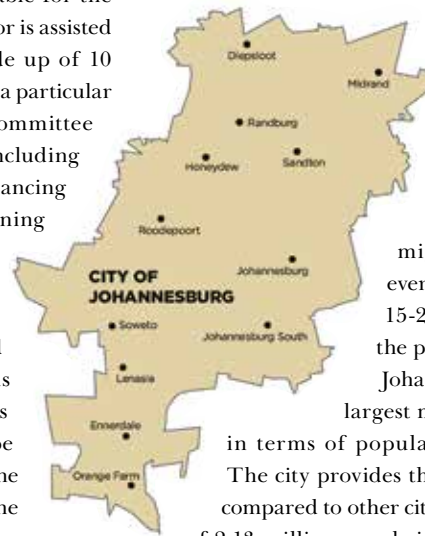 able for the
or is assisted
le up of 10
a particular
ommittee
ncluding
ancing
ning
Diepsloot
Midrand
Randburg
Honeydew
Sandton
Roodepoort
Johannesburg
CITY OF
JOHANNESBURG
Soweto
Johannesburg South
Lenasia
Ennerdale
Orange Farm
mi
even
15-2
the p
Joha
largest
in terms of popula
The city provides th
compared to other cit